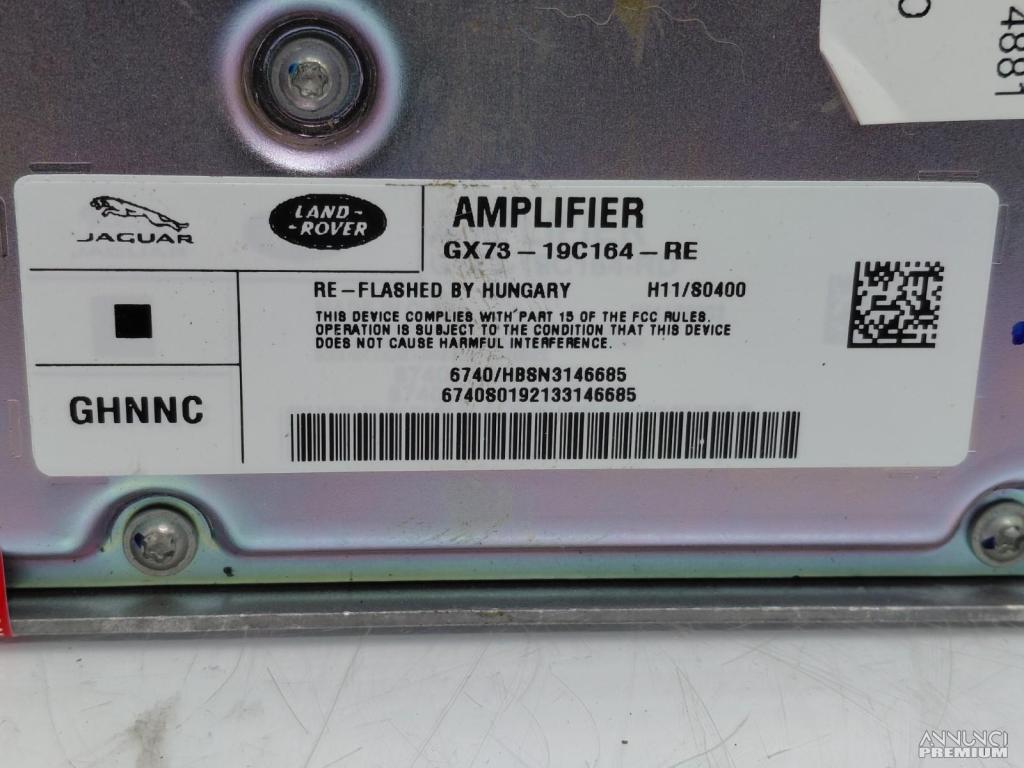 4881
O
JAGUAR
LAND-
-ROVER
AMPLIFIER
GX73-19C164-RE
RE-FLASHED BY HUNGARY H11/S0400
THIS DEVICE COMPLIES WITH PART 15 OF THE FCC RULES.
OPERATION IS SUBJECT TO THE CONDITION THAT THIS DEVICE
DOES NOT CAUSE HARMFUL INTERFERENCE.
6740/HBSN3146685
6740S0192133146685
GHNNC
ANNUNCI
PREMIUM